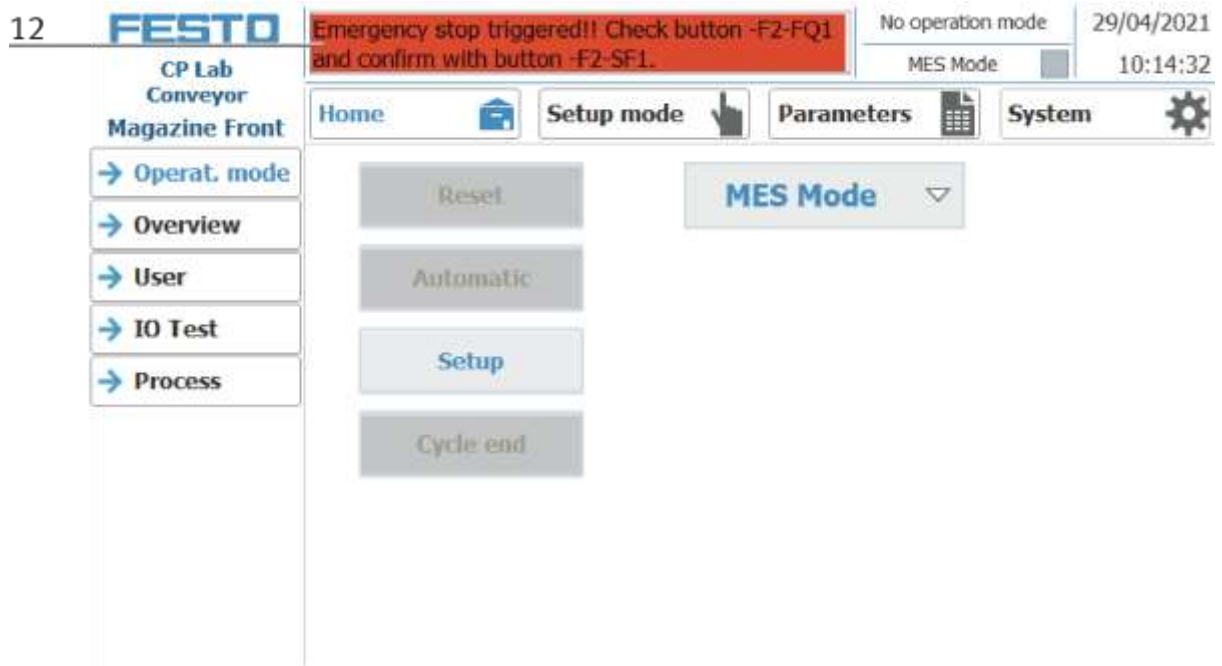 12
FESTO
CP Lab
Conveyor
Magazine Front
Emergency stop triggered!! Check button -F2-FQ1
and confirm with button -F2-SF1.
No operation mode
MES Mode
29/04/2021
10:14:32
Home
Setup mode
Parameters
System
Operat. mode
Overview
User
IO Test
Process
Reset
Automatic
Setup
Cycle end
MES Mode